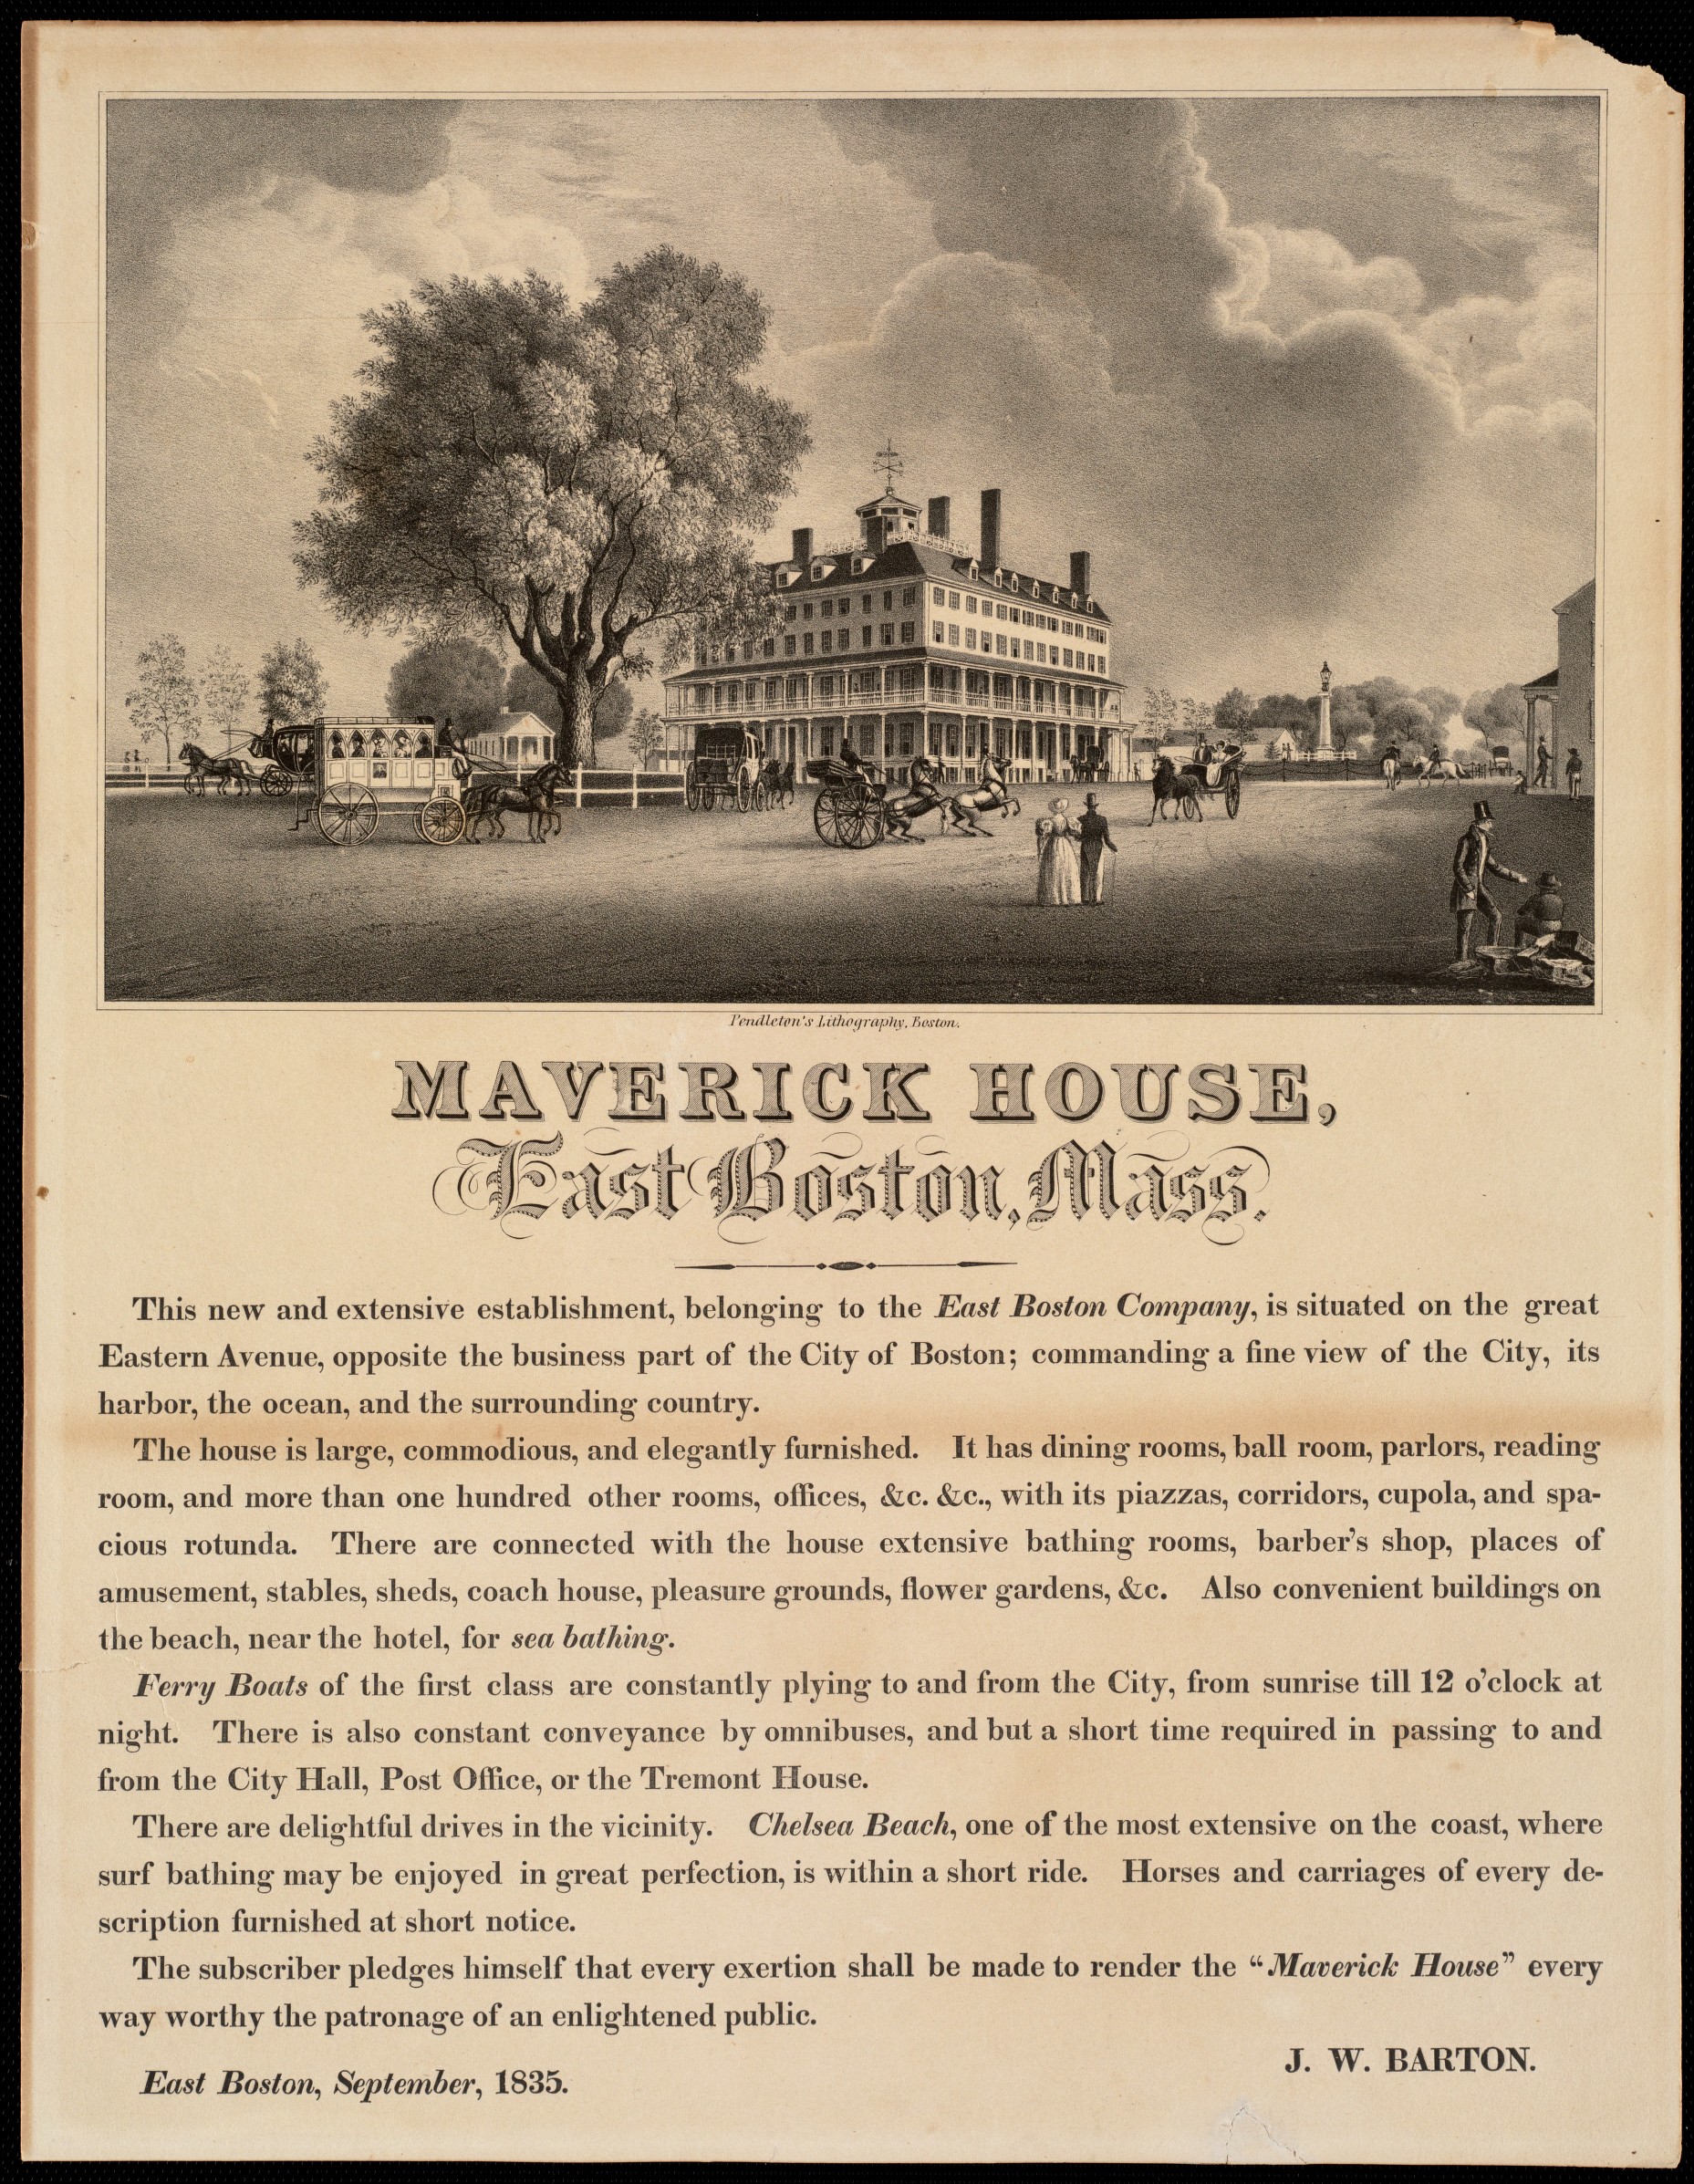 Pendleton's Lithography, Boston.
MAVERICK HOUSE,
East Boston, Mass.
This new and extensive establishment, belonging to the East Boston Company, is situated on the great
Eastern Avenue, opposite the business part of the City of Boston; commanding a fine view of the City, its
harbor, the ocean, and the surrounding country.
The house is large, commodious, and elegantly furnished. It has dining rooms, ball room, parlors, reading
room, and more than one hundred other rooms, offices, &c. &c., with its piazzas, corridors, cupola, and spa-
cious rotunda. There are connected with the house extensive bathing rooms, barber's shop, places of
amusement, stables, sheds, coach house, pleasure grounds, flower gardens, &c. Also convenient buildings on
the beach, near the hotel, for sea bathing.
Ferry Boats of the first class are constantly plying to and from the City, from sunrise till 12 o'clock at
night. There is also constant conveyance by omnibuses, and but a short time required in passing to and
from the City Hall, Post Office, or the Tremont House.
There are delightful drives in the vicinity. Chelsea Beach, one of the most extensive on the coast, where
surf bathing may be enjoyed in great perfection, is within a short ride. Horses and carriages of every de-
scription furnished at short notice.
The subscriber pledges himself that every exertion shall be made to render the “Maverick House” every
way worthy the patronage of an enlightened public.
J. W. BARTON.
East Boston, September, 1835.